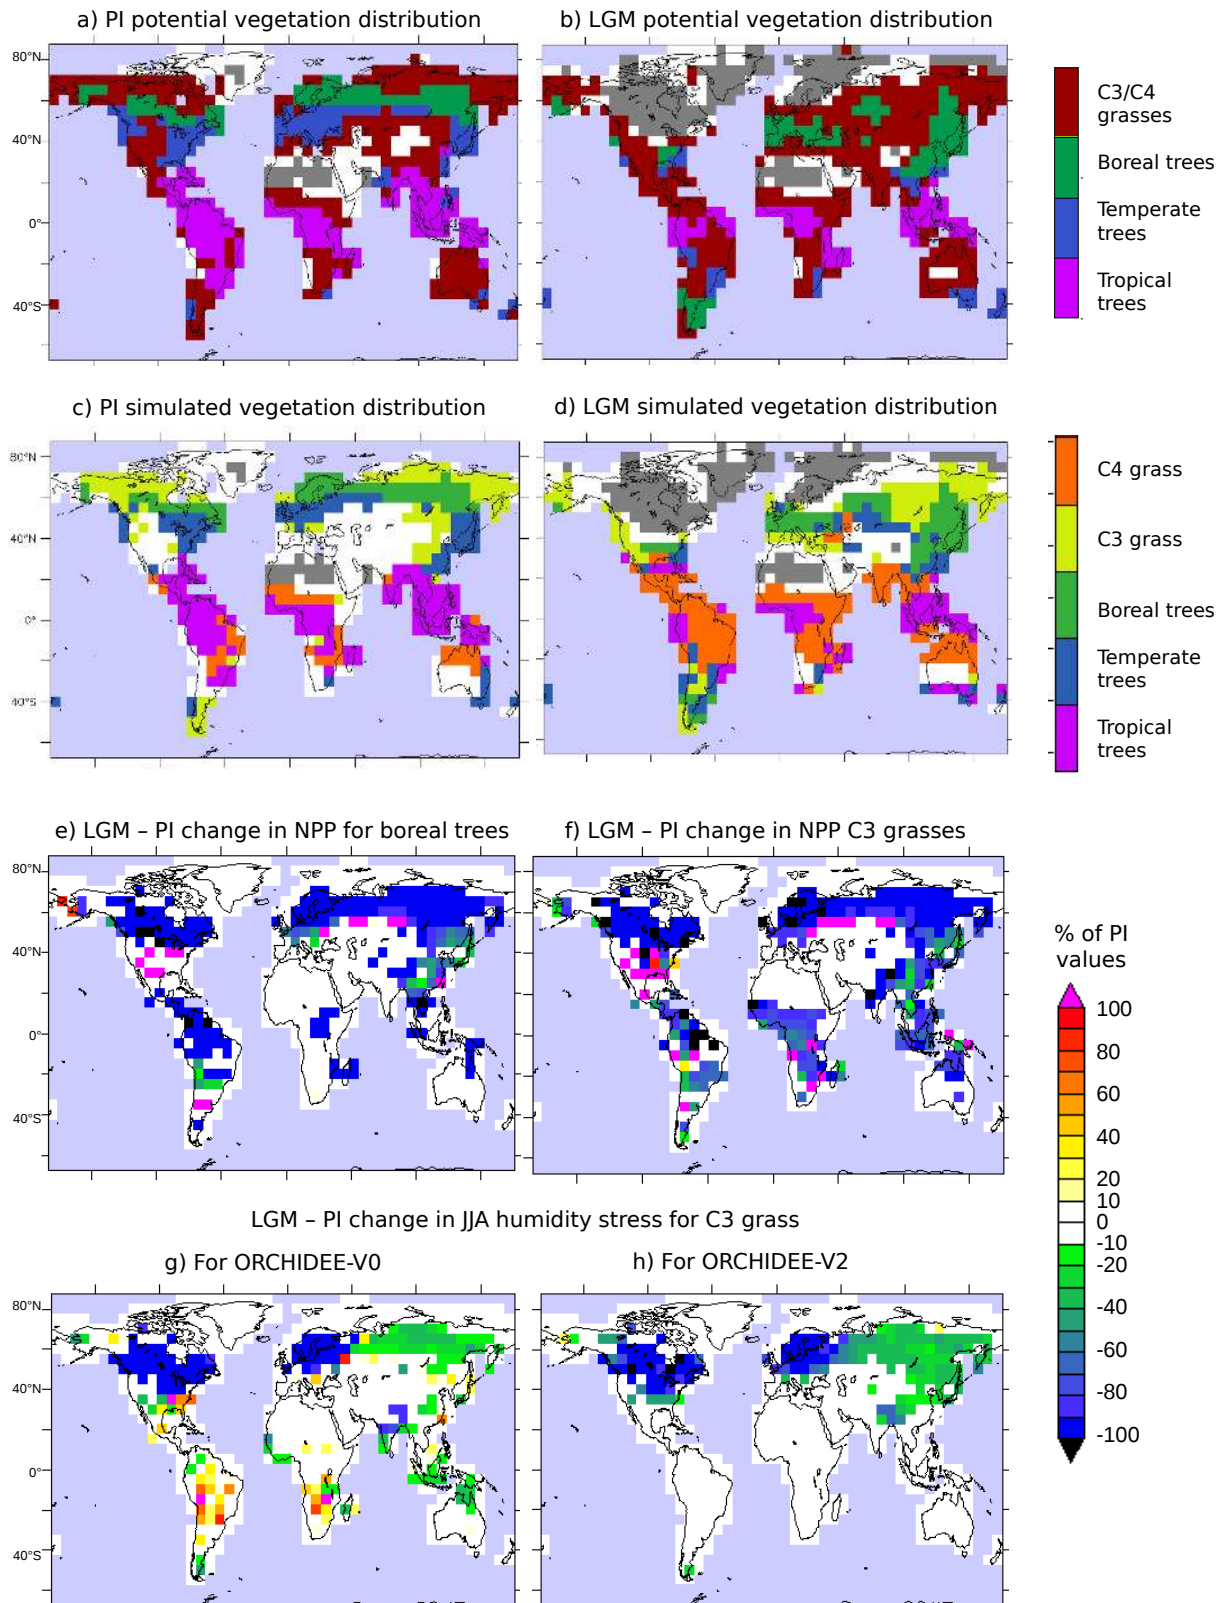 a) PI potential vegetation distribution
b) LGM potential vegetation distribution
80°N
40°N
0°
40°S
C3/C4
grasses
Boreal trees
Temperate
trees
Tropical
trees
c) PI simulated vegetation distribution
d) LGM simulated vegetation distribution
80°N
40°N
0°
40°S
C4 grass
C3 grass
Boreal trees
Temperate
trees
Tropical
trees
e) LGM – PI change in NPP for boreal trees
f) LGM – PI change in NPP C3 grasses
80°N
40°N
0°
40°S
% of PI
values
100
80
60
40
20
10
0
-10
-20
-40
-60
-80
-100
LGM – PI change in JJA humidity stress for C3 grass
g) For ORCHIDEE-V0
h) For ORCHIDEE-V2
80°N
40°N
0°
40°S